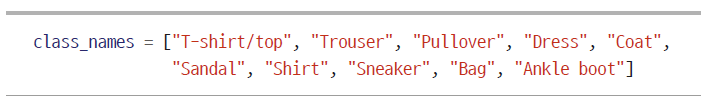 class_names = ["T-shirt/top", "Trouser", "Pullover", "Dress", "Coat",
"Sandal", "Shirt", "Sneaker", "Bag", "Ankle boot"]